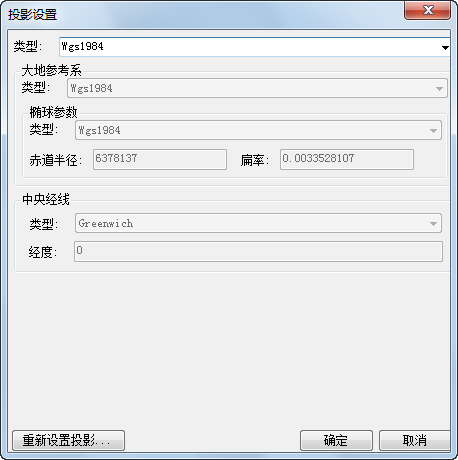 投影设置
类型: Wgs1984
大地参考系
类型: Wgs1984
椭球参数
类型: Wgs1984
赤道半径: 6378137 扁率: 0.0033528107
中央经线
类型: Greenwich
经度: 0
重新设置投影... 确定 取消